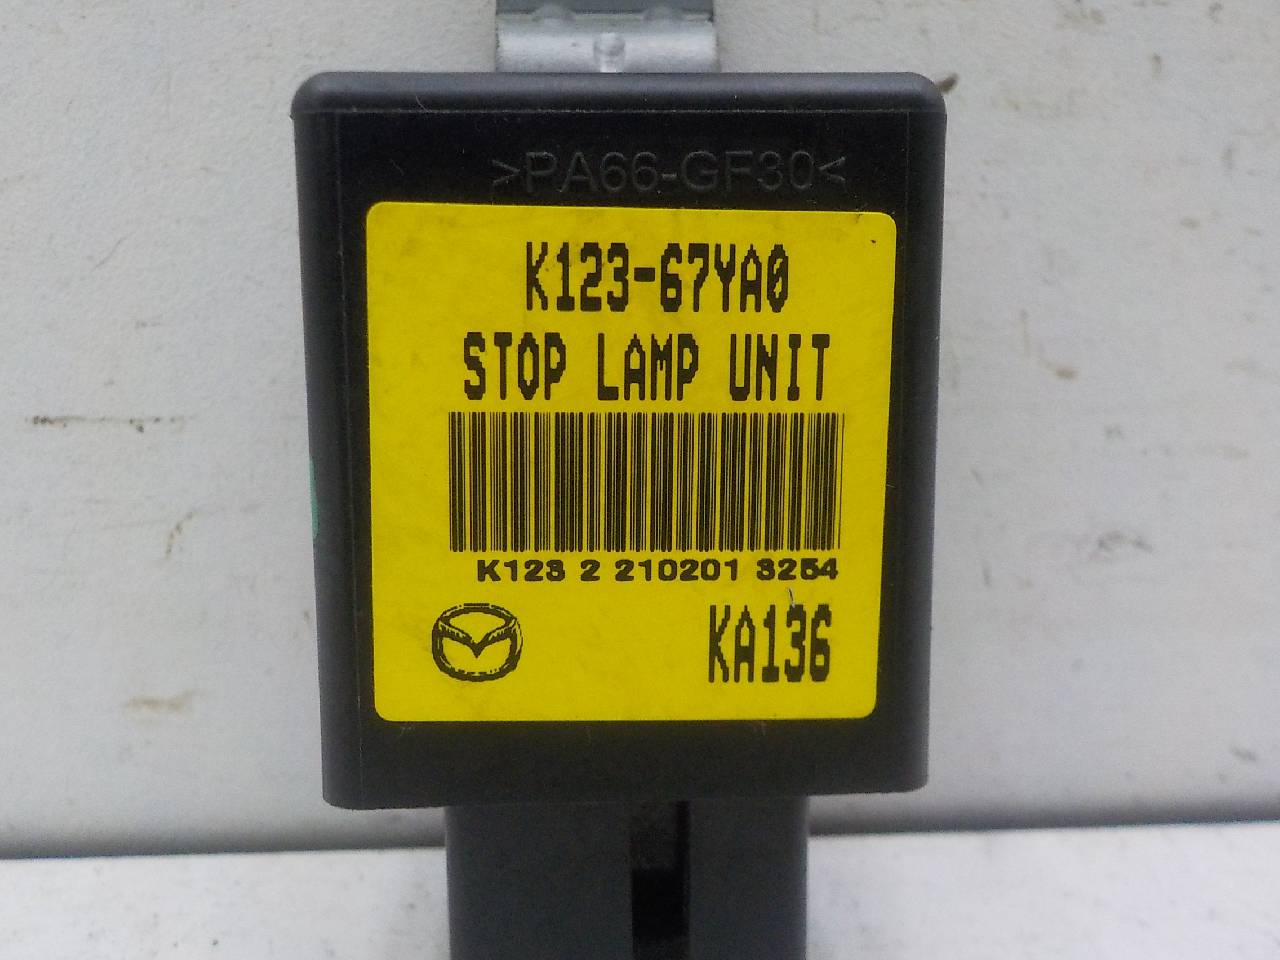 >PA66-GF30<
K123-67YA0
STOP LAMP UNIT
K123 2 210201 3254
KA136